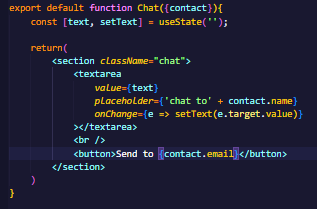 export default function Chat({contact}){
    const [text, setText] = useState('');

    return(
        <section className="chat">
            <textarea
                value={text}
                placeholder={'chat to' + contact.name}
                onChange={e => setText(e.target.value)}
            ></textarea>
            <br />
            <button>Send to {contact.email}</button>
        </section>
    )
}